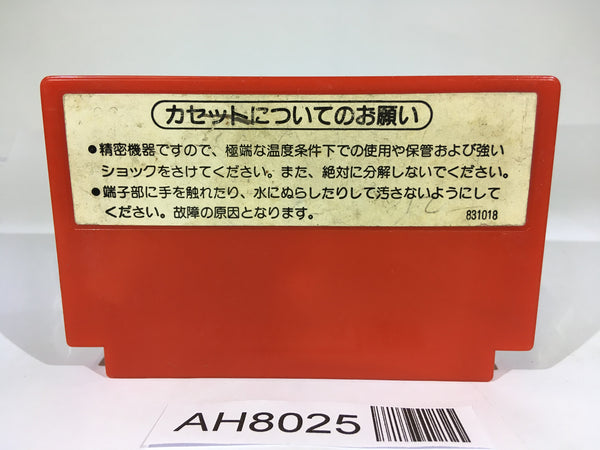 カセットについてのお願い
●精密機器ですので、極端な温度条件下での使用や保管および強い
ショックをさけてください。また、絶対に分解しないでください。
●端子部に手を触れたり、水にぬらしたりして汚さないようにして
ください。故障の原因となります。
831018
AH8025